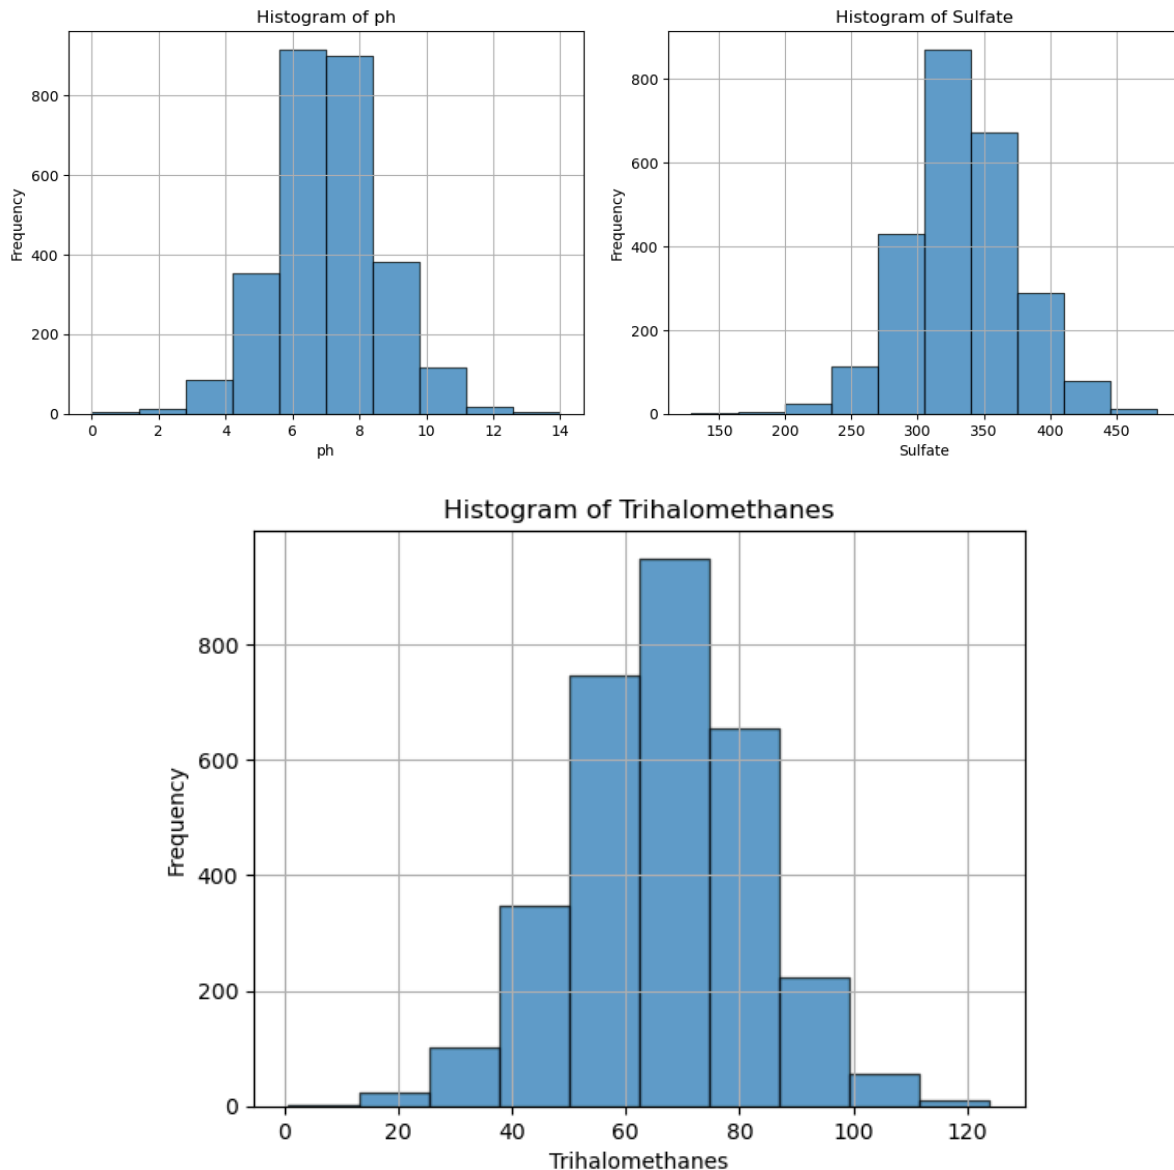 Histogram of ph
Frequency
800
600
400
200
0
0 2 4 6 8 10 12 14
ph
Histogram of Sulfate
Frequency
800
600
400
200
0
150 200 250 300 350 400 450
Sulfate
Histogram of Trihalomethanes
Frequency
800
600
400
200
0
0 20 40 60 80 100 120
Trihalomethanes